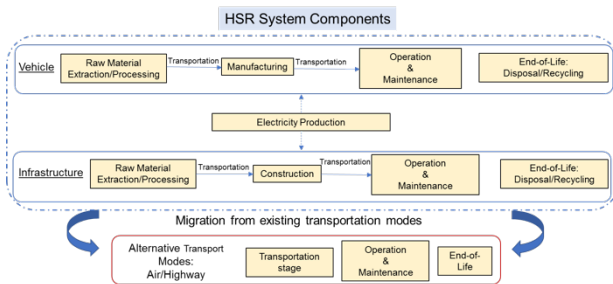 HSR System Components
Vehicle
Raw Material
Extraction/Processing
Transportation
Manufacturing
Transportation
Operation
&
Maintenance
End-of-Life:
Disposal/Recycling
Electricity Production
Infrastructure
Raw Material
Extraction/Processing
Transportation
Construction
Transportation
Operation
&
Maintenance
End-of-Life:
Disposal/Recycling
Migration from existing transportation modes
Alternative Transport
Modes:
Air/Highway
Transportation
stage
Operation
&
Maintenance
End-of-
Life